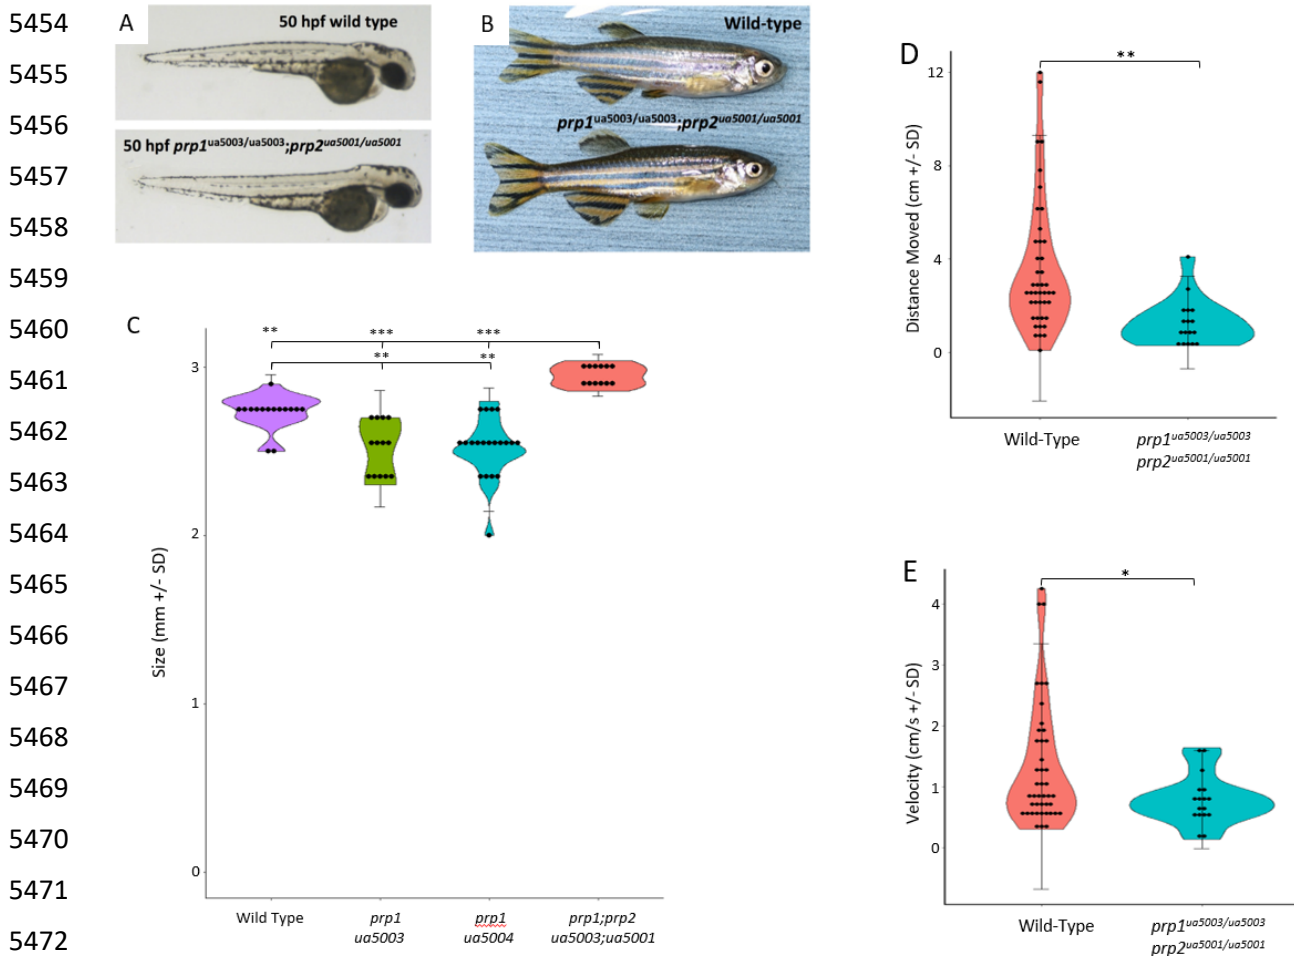 5454
5455
5456
5457
5458
5459
5460
5461
5462
5463
5464
5465
5466
5467
5468
5469
5470
5471
5472
A
50 hpf wild type
50 hpf prp1ua5003/ua5003;prp2ua5001/ua5001
B
Wild-type
prp1ua5003/ua5003;prp2ua5001/ua5001
C
** *** ***
** **
Size (mm +/- SD)
3
2
1
0
Wild Type
prp1
ua5003
prp1
ua5004
prp1;prp2
ua5003;ua5001
D
**
Distance Moved (cm +/- SD)
12
8
4
0
Wild-Type
prp1ua5003/ua5003
prp2ua5001/ua5001
E
*
Velocity (cm/s +/- SD)
4
3
2
1
0
Wild-Type
prp1ua5003/ua5003
prp2ua5001/ua5001